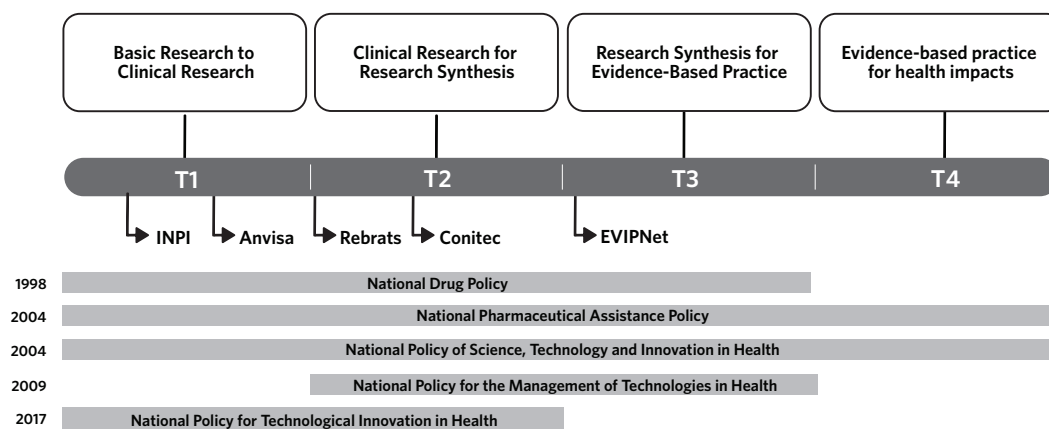 Basic Research to
Clinical Research
Clinical Research for
Research Synthesis
Research Synthesis for
Evidence-Based Practice
Evidence-based practice
for health impacts
T1 T2 T3 T4
INPI Anvisa Rebrats Conitec EVIPNet
1998 National Drug Policy
2004 National Pharmaceutical Assistance Policy
2004 National Policy of Science, Technology and Innovation in Health
2009 National Policy for the Management of Technologies in Health
2017 National Policy for Technological Innovation in Health